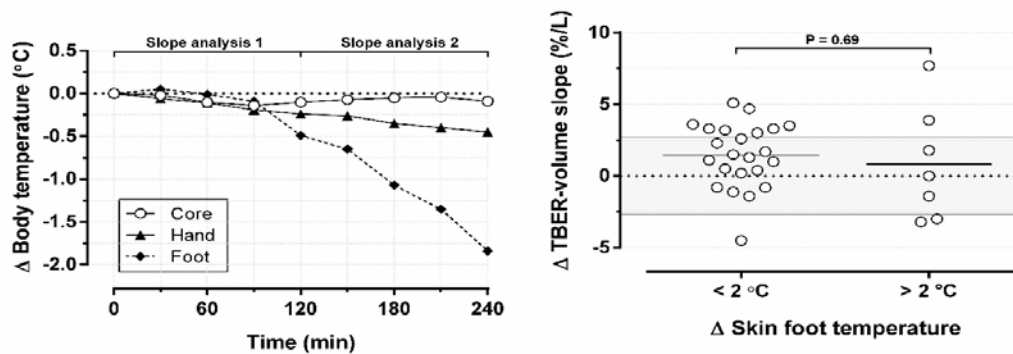 Slope analysis 1
Slope analysis 2
Δ Body temperature (°C)
0.5
0.0
-0.5
-1.0
-1.5
-2.0
Core
Hand
Foot
0
60
120
180
240
Time (min)
P = 0.69
Δ TBER-volume slope (%/L)
10
5
0
-5
< 2 °C
> 2 °C
Δ Skin foot temperature